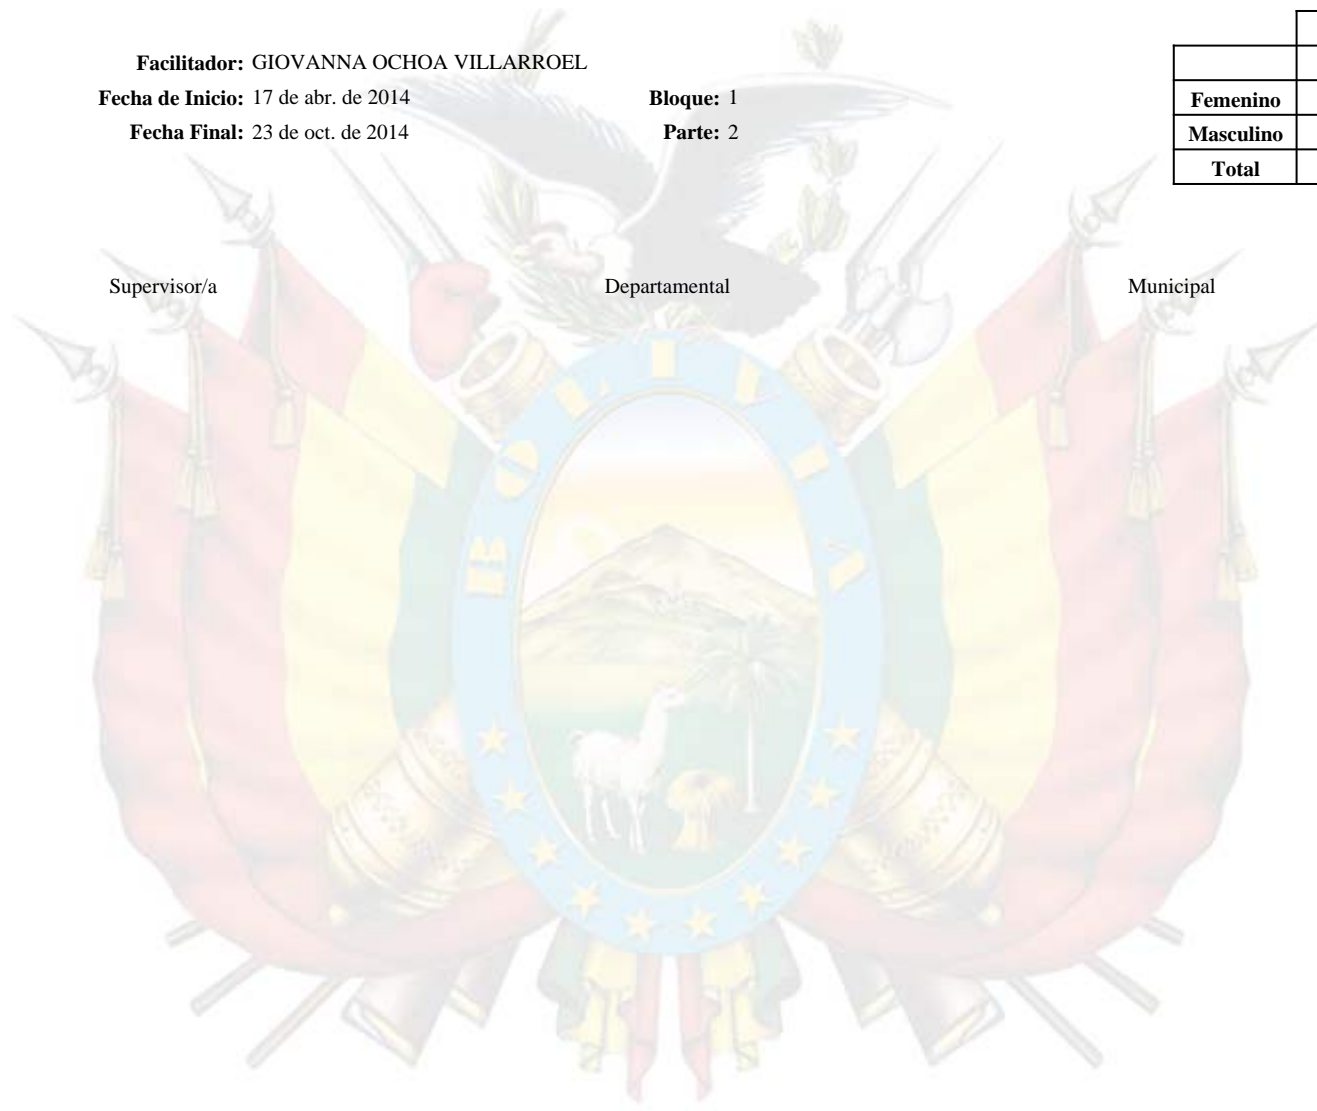 Facilitador: GIOVANNA OCHOA VILLARROEL
Fecha de Inicio: 17 de abr. de 2014 Bloque: 1
Femenino
Fecha Final: 23 de oct. de 2014 Parte: 2
Masculino
Total
Supervisor/a Departamental Municipal
BOLIVIA